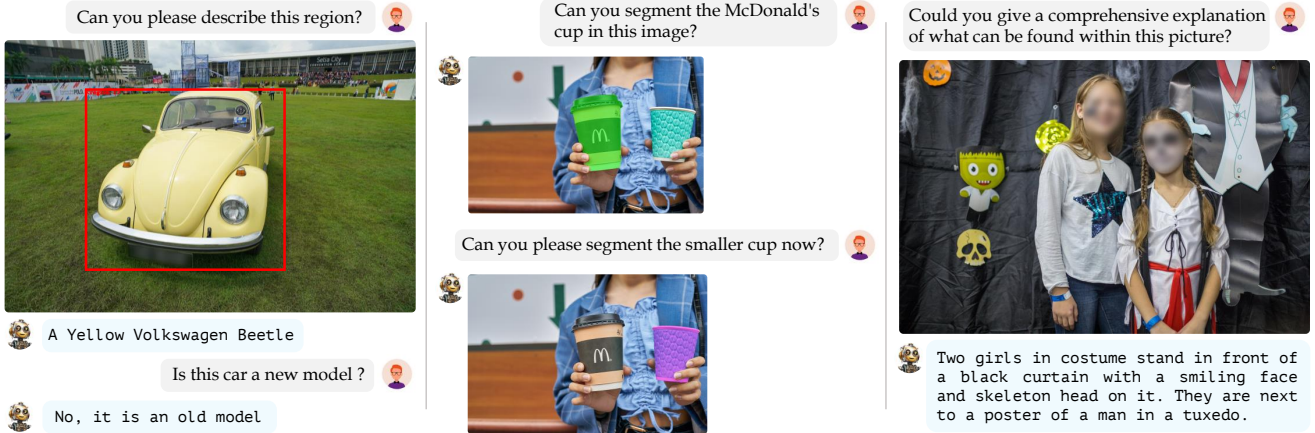 Can you please describe this region?
Setia City
A Yellow Volkswagen Beetle
Is this car a new model ?
No, it is an old model
Can you segment the McDonald's
cup in this image?
Can you please segment the smaller cup now?
Could you give a comprehensive explanation
of what can be found within this picture?
Two girls in costume stand in front of
a black curtain with a smiling face
and skeleton head on it. They are next
to a poster of a man in a tuxedo.